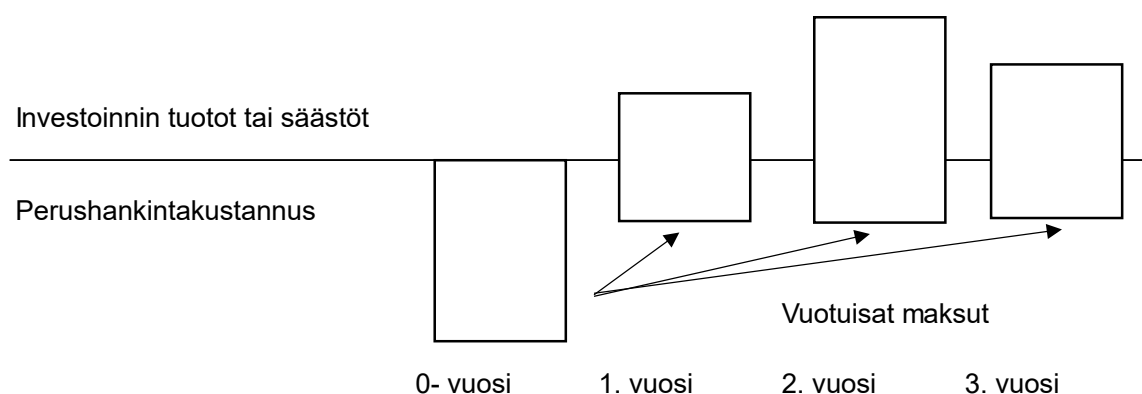 Investoinnin tuotot tai säästöt
Perushankintakustannus
Vuotuisat maksut
0- vuosi 1. vuosi 2. vuosi 3. vuosi